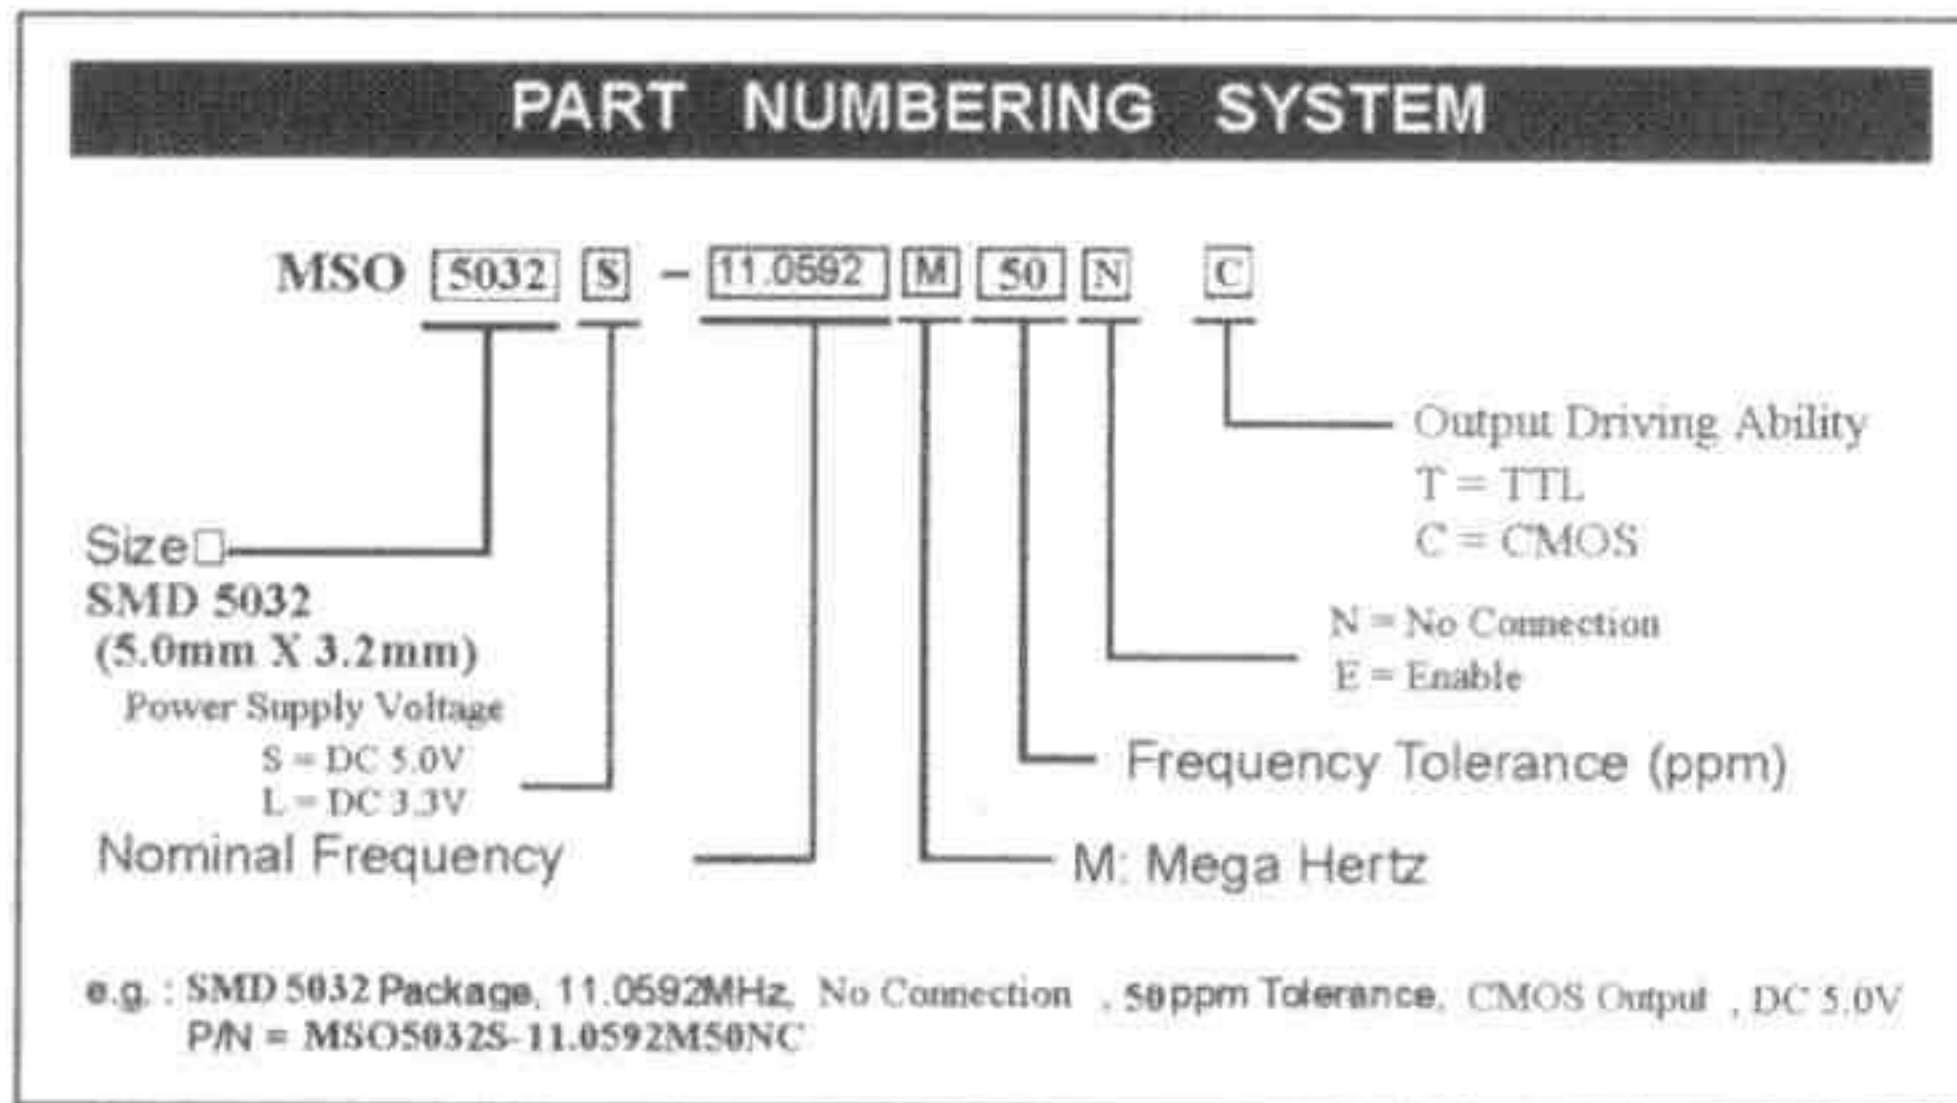 PART NUMBERING SYSTEM
MSO 5032 S - 11.0592 M 50 N C
Output Driving Ability
T = TTL
C = CMOS
Size□
SMD 5032
(5.0mm X 3.2mm)
N = No Connection
E = Enable
Power Supply Voltage
S = DC 5.0V
L = DC 3.3V
Frequency Tolerance (ppm)
Nominal Frequency
M: Mega Hertz
e.g. : SMD 5032 Package, 11.0592MHz, No Connection , 50ppm Tolerance, CMOS Output , DC 5.0V
P/N = MSO5032S-11.0592M50NC